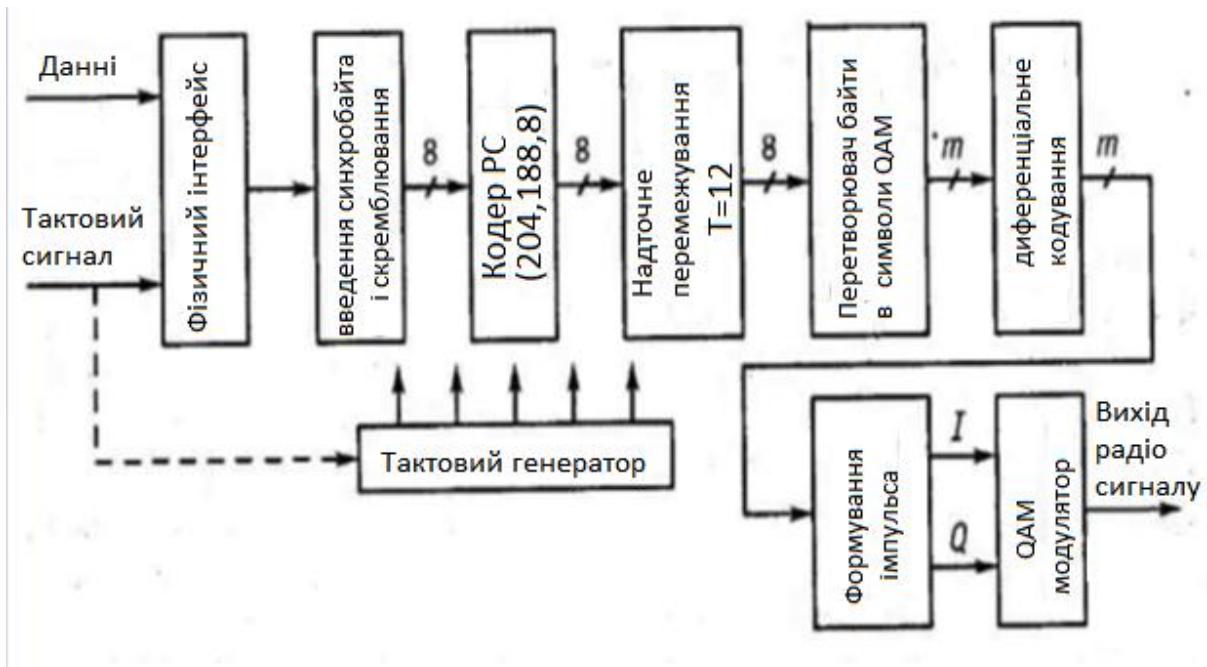 Данні
Тактовий
сигнал
Фізичний інтерфейс
введення синхробайта
і скремблювання
8
Кодер РС
(204,188,8)
8
Надточне
перемежування
Т=12
8
Перетворювач байти
в символи QAM
m
диференціальне
кодування
m
Тактовий генератор
Формування
імпульса
I
Q
QAM
модулятор
Вихід
радіо
сигналу